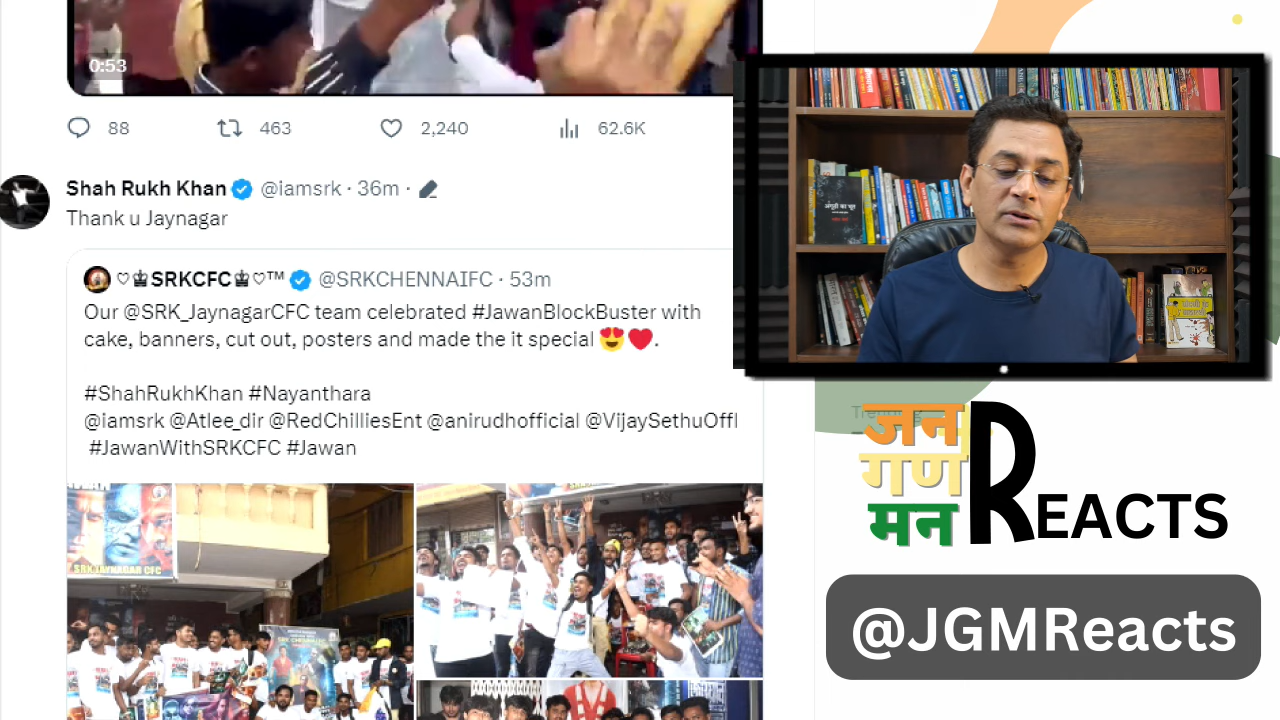 0:53
88 463 2,240 62.6K
Shah Rukh Khan @iamsrk · 36m ·
Thank u Jaynagar
♡♚SRKCFC♚♡™ @SRKCHENNAIFC · 53m
Our @SRK_JaynagarCFC team celebrated #JawanBlockBuster with
cake, banners, cut out, posters and made the it special 😍❤️.
#ShahRukhKhan #Nayanthara
@iamsrk @Atlee_dir @RedChilliesEnt @anirudhofficial @VijaySethuOffl
#JawanWithSRKCFC #Jawan
SRK JAYNAGAR CFC
जन
गण
मन
REACTS
@JGMReacts